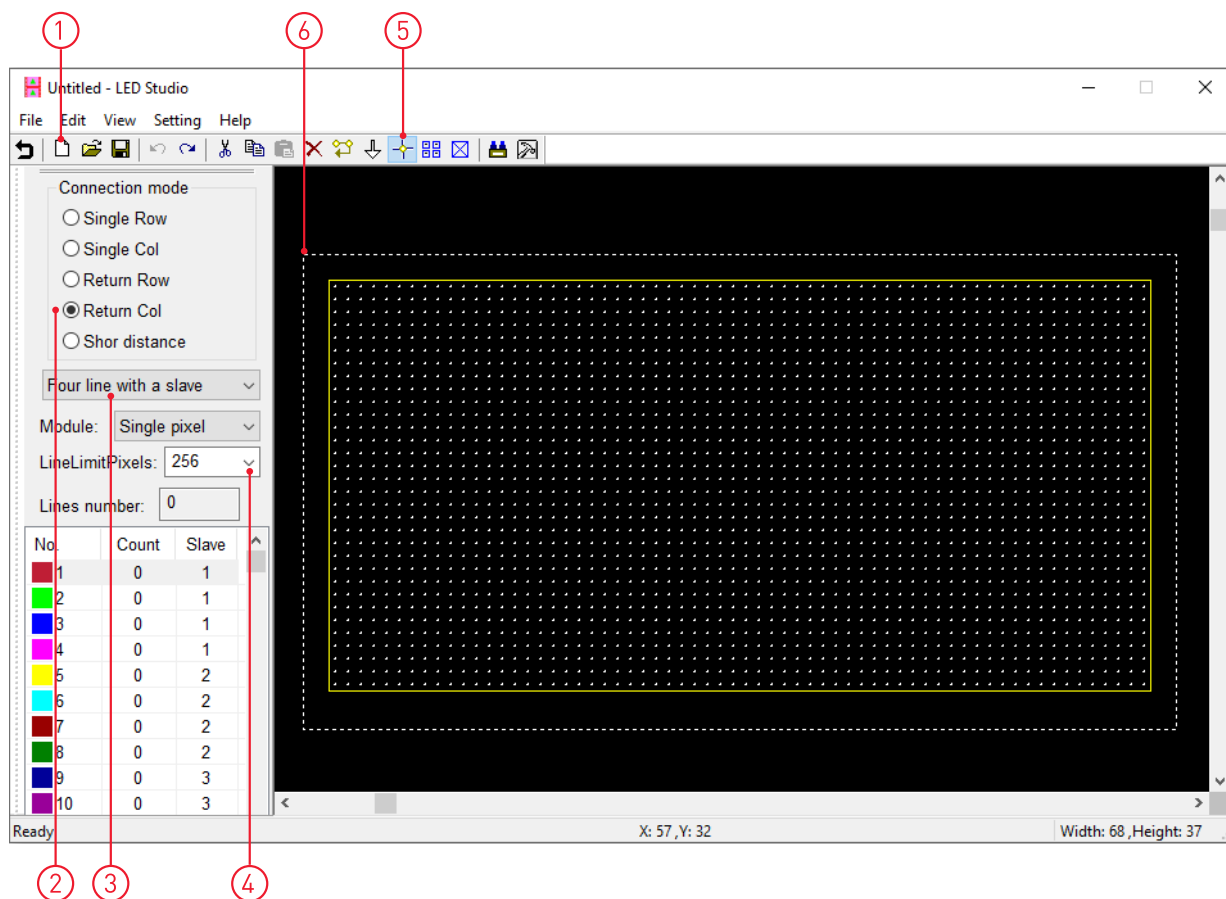 1
6
5
Untitled - LED Studio
File Edit View Setting Help
Connection mode
Single Row
Single Col
Return Row
Return Col
Shor distance
Four line with a slave
Module: Single pixel
LineLimitPixels: 256
Lines number: 0
No. Count Slave
1 0 1
2 0 1
3 0 1
4 0 1
5 0 2
6 0 2
7 0 2
8 0 2
9 0 3
10 0 3
Ready X: 57 ,Y: 32 Width: 68 ,Height: 37
2
3
4